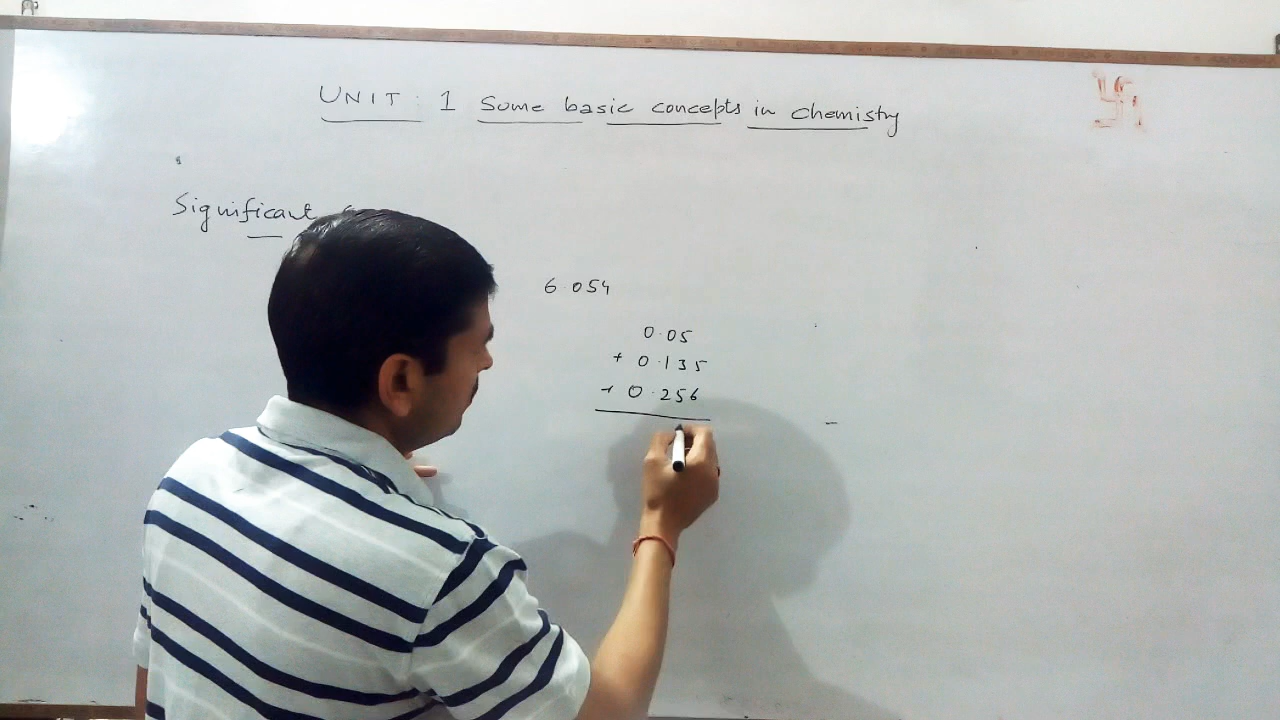 UNIT : 1 Some basic concepts in chemistry
Significant
6.054
0.05
+ 0.135
+ 0.256